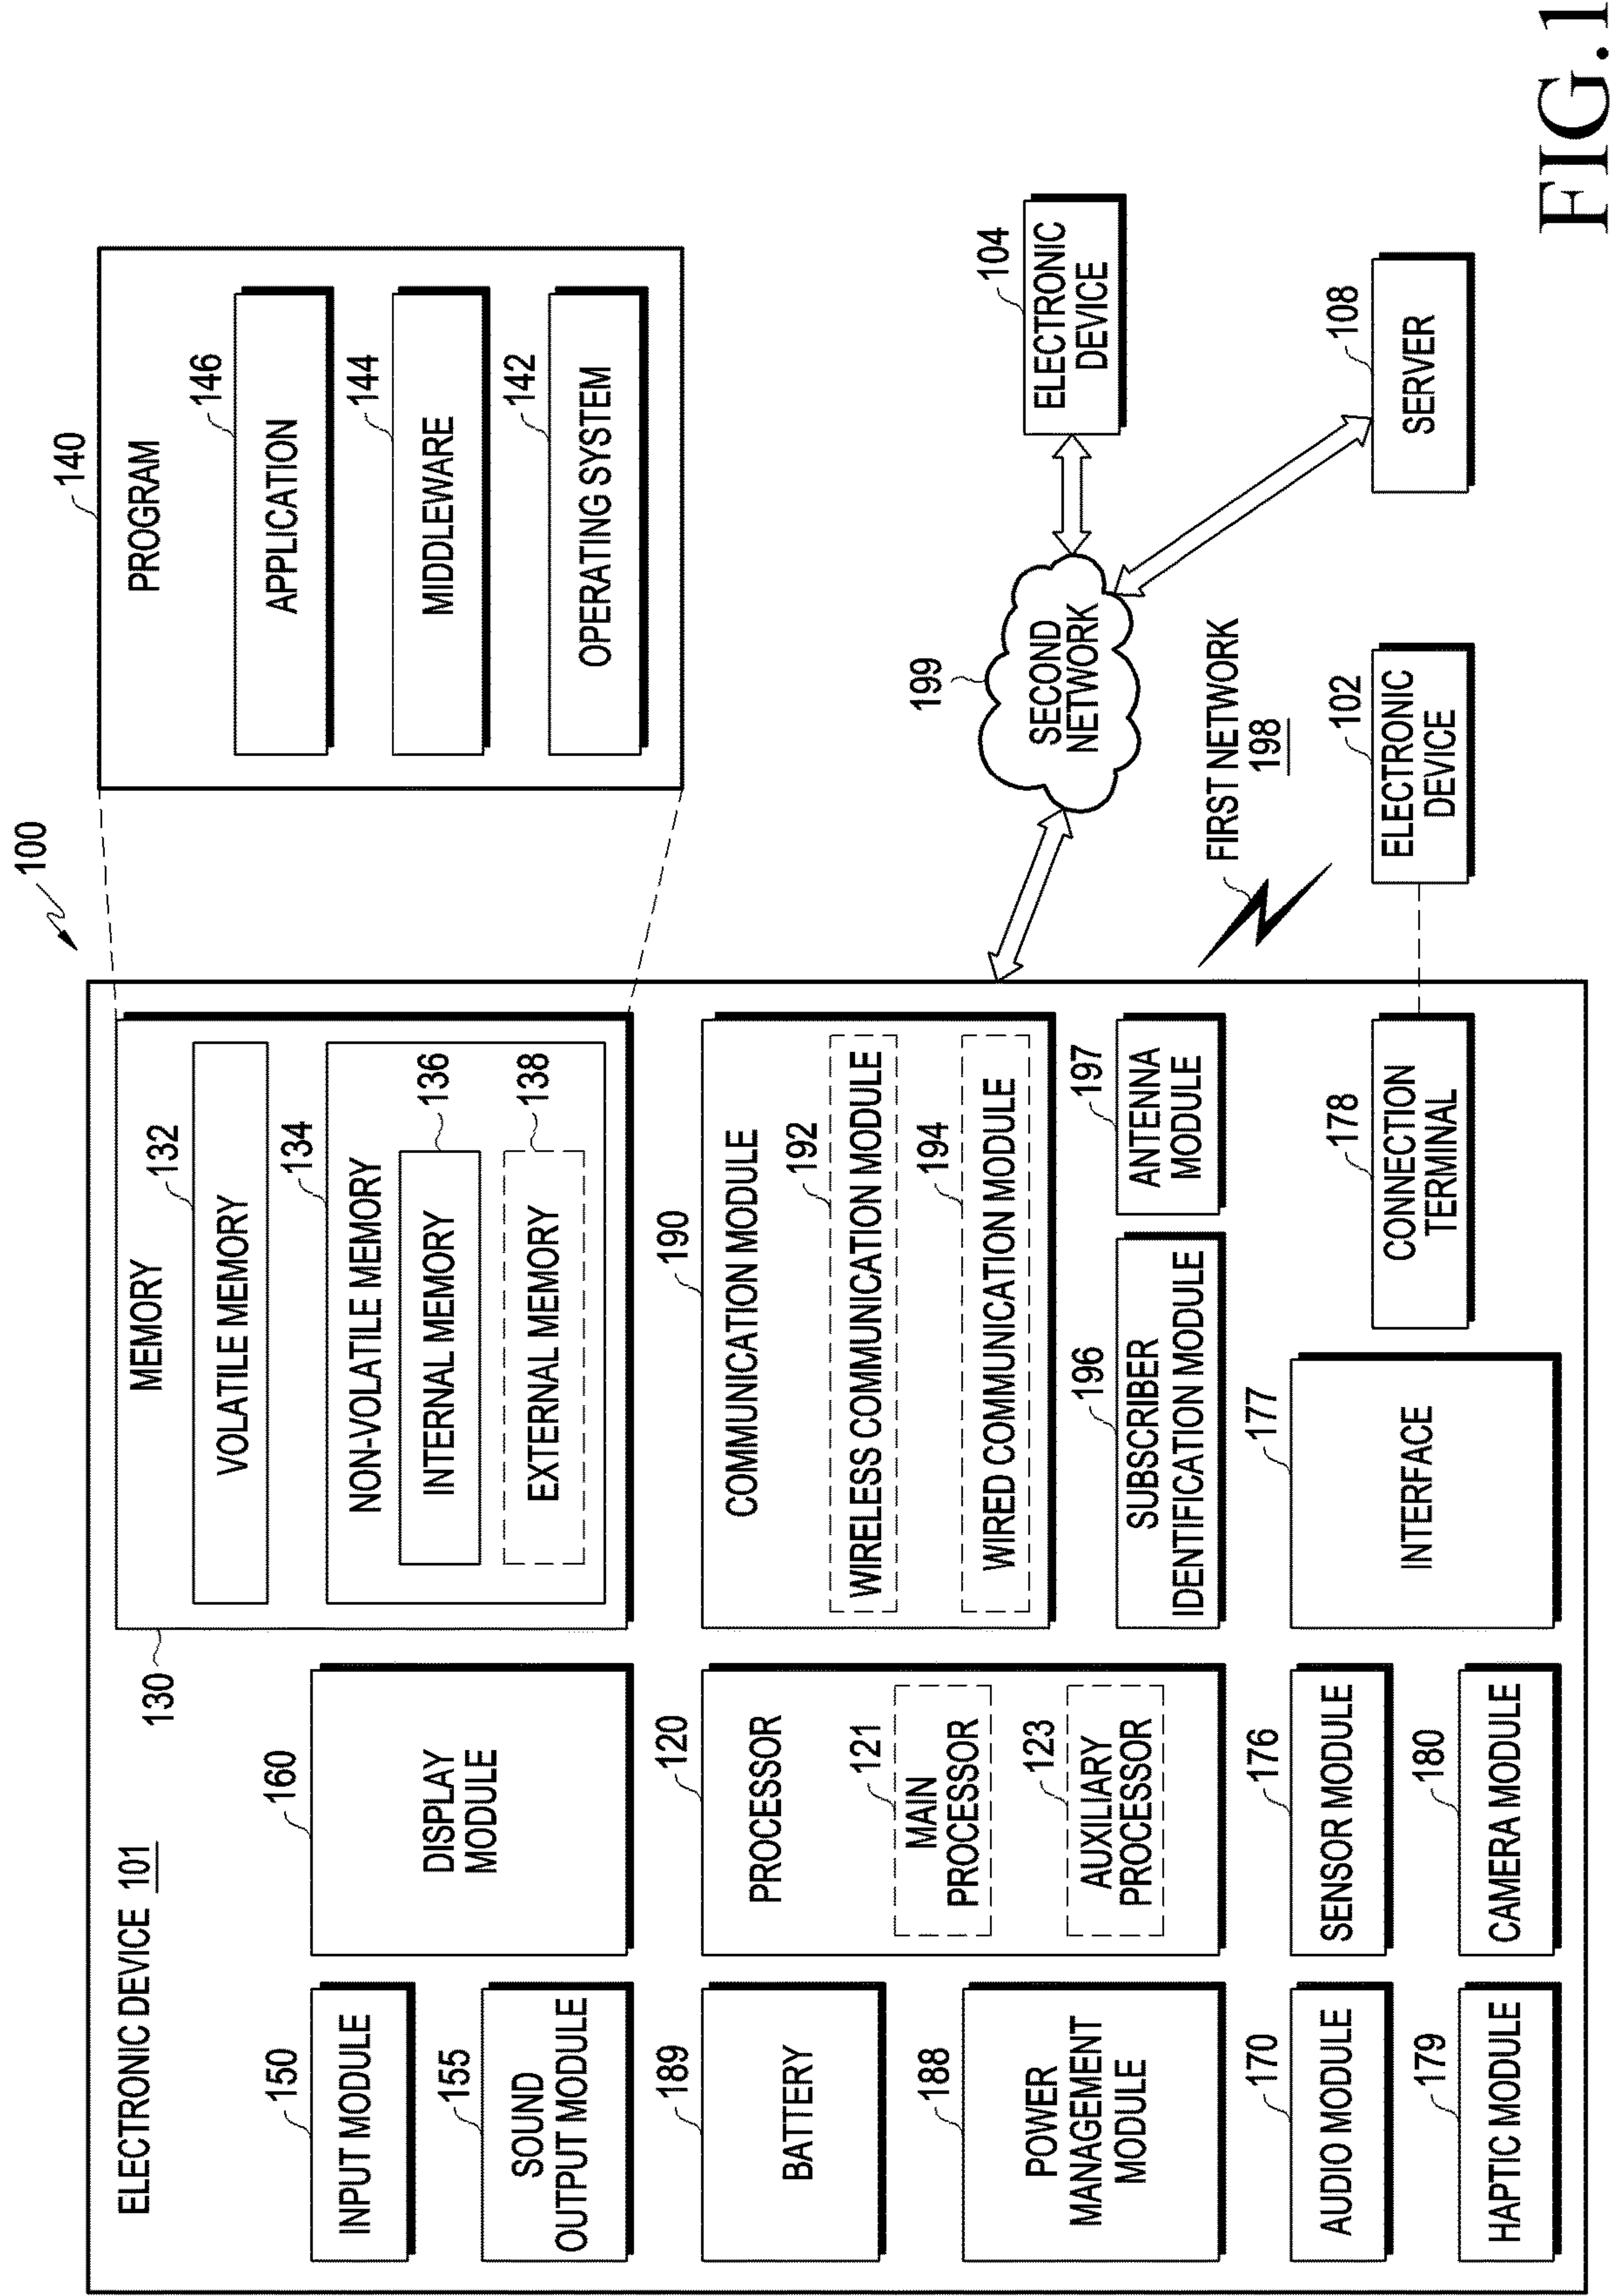 100
140
PROGRAM
146
APPLICATION
144
MIDDLEWARE
142
OPERATING SYSTEM
ELECTRONIC DEVICE 101
130
MEMORY
132
VOLATILE MEMORY
134
NON-VOLATILE MEMORY
136
INTERNAL MEMORY
138
EXTERNAL MEMORY
150
INPUT MODULE
155
SOUND
OUTPUT MODULE
160
DISPLAY
MODULE
189
BATTERY
188
POWER
MANAGEMENT
MODULE
120
PROCESSOR
121
MAIN
PROCESSOR
123
AUXILIARY
PROCESSOR
190
COMMUNICATION MODULE
192
WIRELESS COMMUNICATION MODULE
194
WIRED COMMUNICATION MODULE
196
SUBSCRIBER
IDENTIFICATION MODULE
197
ANTENNA
MODULE
170
AUDIO MODULE
176
SENSOR MODULE
177
INTERFACE
178
CONNECTION
TERMINAL
179
HAPTIC MODULE
180
CAMERA MODULE
199
SECOND
NETWORK
104
ELECTRONIC
DEVICE
FIRST NETWORK
198
108
SERVER
102
ELECTRONIC
DEVICE
FIG.1